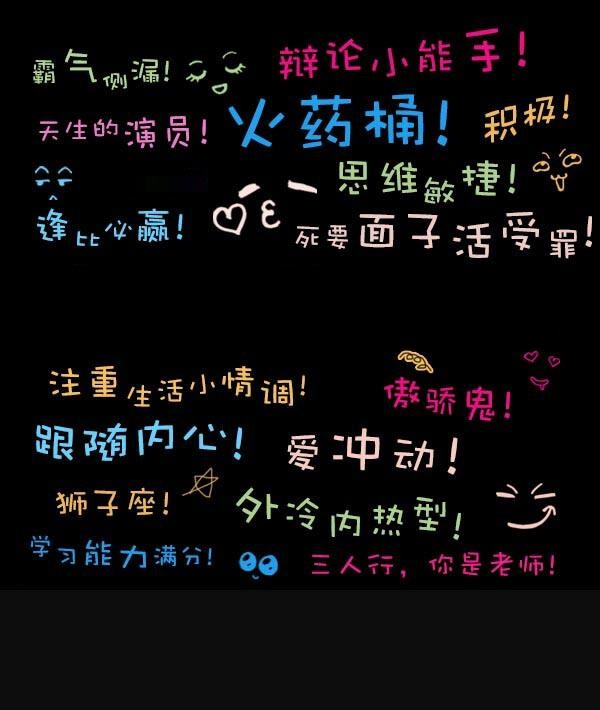 霸气侧漏！
辩论小能手！
天生的演员！
火药桶！
积极！
思维敏捷！
逢比必赢！
死要面子活受罪！
注重生活小情调！
傲骄鬼！
跟随内心！
爱冲动！
狮子座！
外冷内热型！
学习能力满分！
三人行，你是老师！